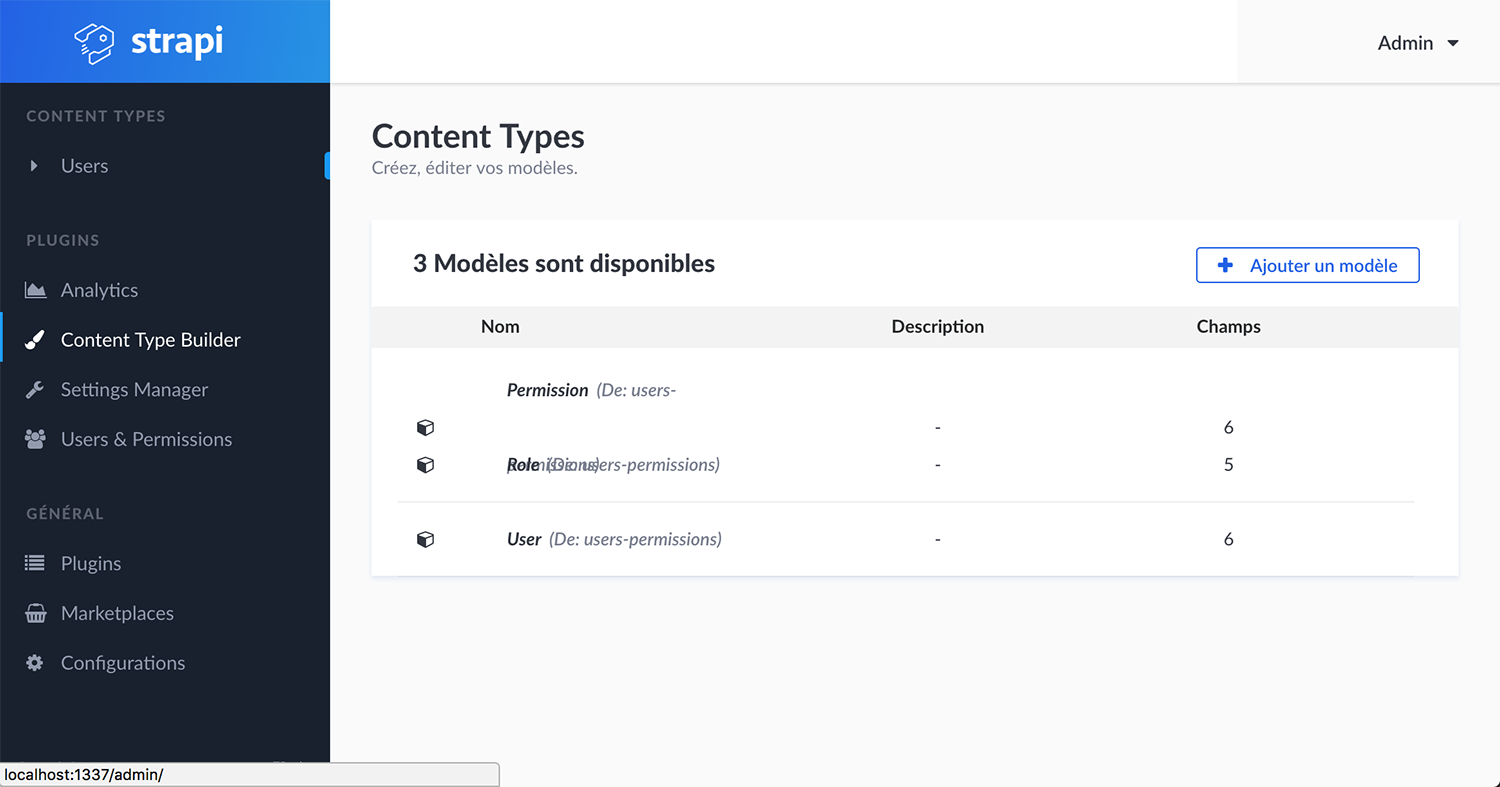 strapi
Admin
CONTENT TYPES
Users
PLUGINS
Analytics
Content Type Builder
Settings Manager
Users & Permissions
GÉNÉRAL
Plugins
Marketplaces
Configurations
localhost:1337/admin/
Content Types
Créez, éditer vos modèles.
3 Modèles sont disponibles
Ajouter un modèle
Nom Description Champs
Permission (De: users-
permissions) - 6
Role (De: users-permissions) - 5
User (De: users-permissions) - 6